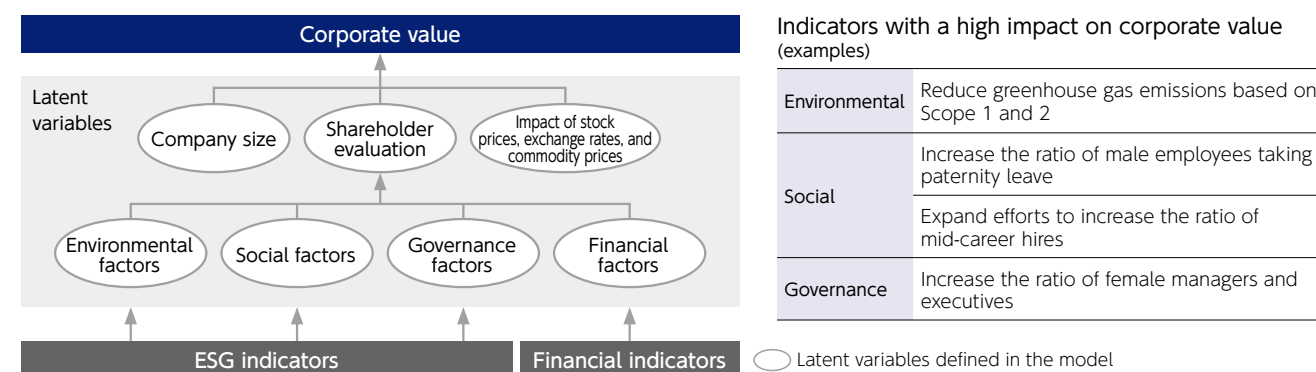 Corporate value
Latent
variables
Company size
Shareholder
evaluation
Impact of stock
prices, exchange rates, and
commodity prices
Environmental
factors
Social factors
Governance
factors
Financial
factors
ESG indicators
Financial indicators
Indicators with a high impact on corporate value
(examples)
Environmental
Reduce greenhouse gas emissions based on
Scope 1 and 2
Social
Increase the ratio of male employees taking
paternity leave
Expand efforts to increase the ratio of
mid-career hires
Governance
Increase the ratio of female managers and
executives
Latent variables defined in the model